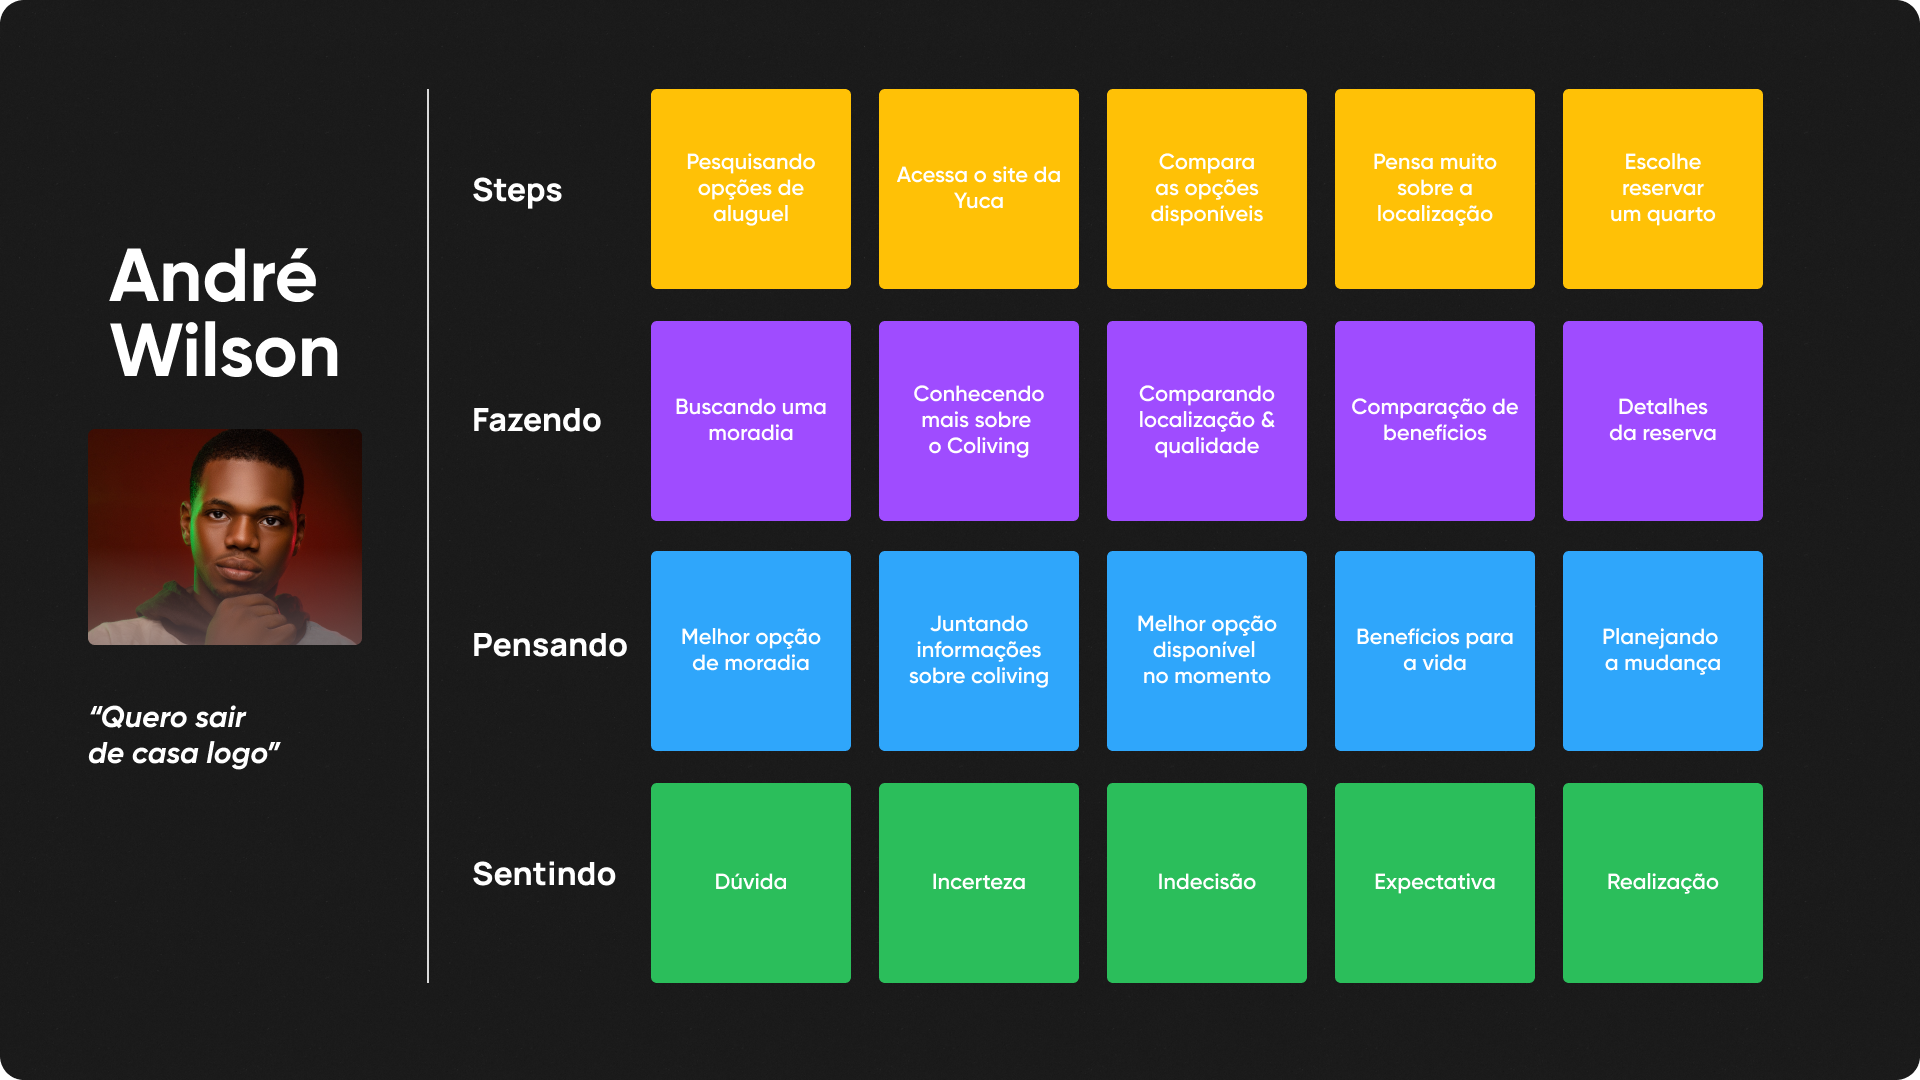 André
Wilson
“Quero sair
de casa logo”
Steps
Pesquisando
opções de
aluguel
Acessa o site da
Yuca
Compara
as opções
disponíveis
Pensa muito
sobre a
localização
Escolhe
reservar
um quarto
Fazendo
Buscando uma
moradia
Conhecendo
mais sobre
o Coliving
Comparando
localização &
qualidade
Comparação de
benefícios
Detalhes
da reserva
Pensando
Melhor opção
de moradia
Juntando
informações
sobre coliving
Melhor opção
disponível
no momento
Benefícios para
a vida
Planejando
a mudança
Sentindo
Dúvida
Incerteza
Indecisão
Expectativa
Realização